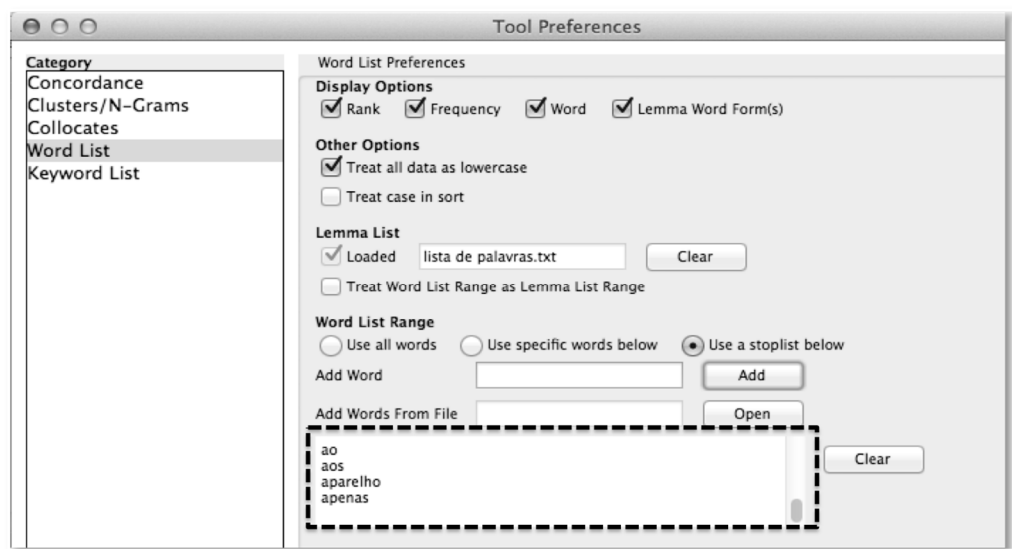 Tool Preferences
Category
Concordance
Clusters/N-Grams
Collocates
Word List
Keyword List
Word List Preferences
Display Options
Rank Frequency Word Lemma Word Form(s)
Other Options
Treat all data as lowercase
Treat case in sort
Lemma List
Loaded lista de palavras.txt Clear
Treat Word List Range as Lemma List Range
Word List Range
Use all words Use specific words below Use a stoplist below
Add Word Add
Add Words From File Open
ao
aos
aparelho
apenas
Clear